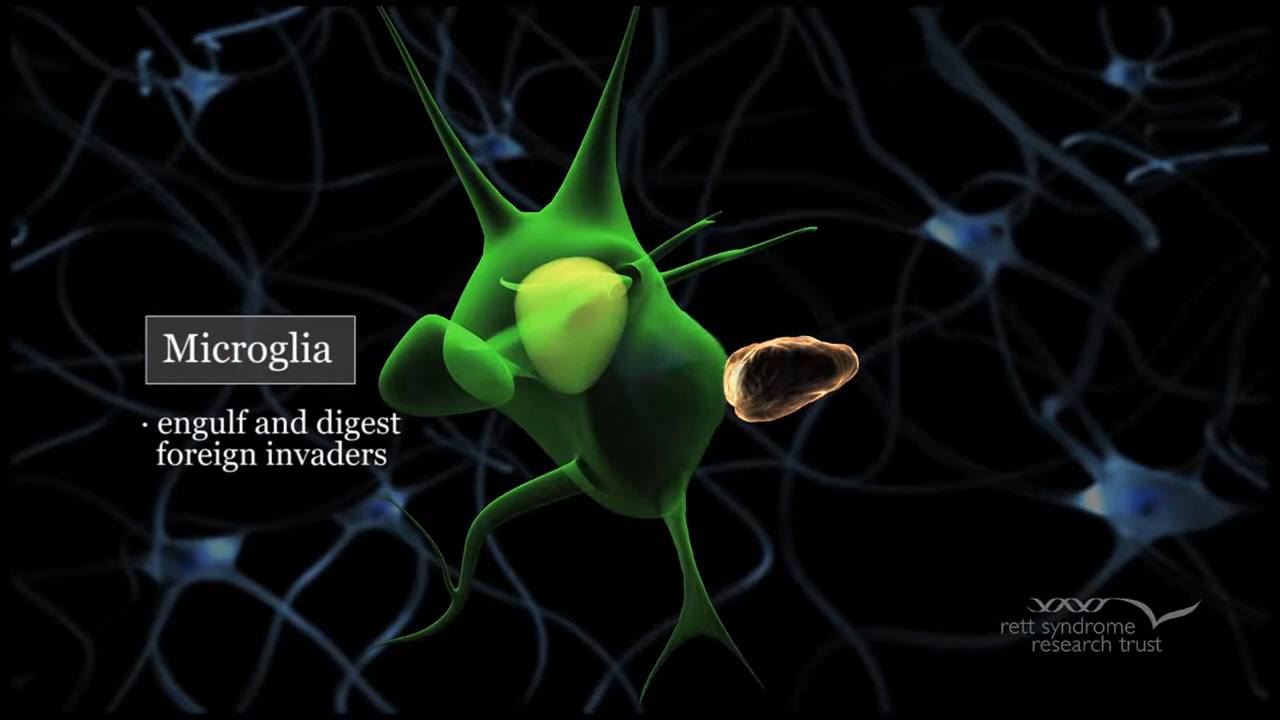 Microglia
· engulf and digest
foreign invaders
rett syndrome
research trust